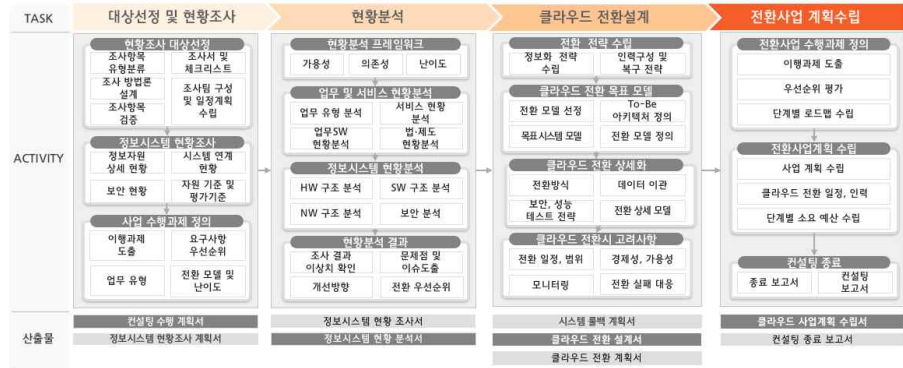 TASK
대상선정 및 현황조사
현황분석
클라우드 전환설계
전환사업 계획수립
ACTIVITY
현황조사 대상선정
조사항목
유형분류
조사서 및
체크리스트
조사 방법론
설계
조사팀 구성
및 일정계획
수립
조사항목
검증
정보시스템 현황조사
정보자원
상세 현황
시스템 연계
현황
보안 현황
자원 기준 및
평가기준
사업 수행과제 정의
이행과제
도출
요구사항
우선순위
업무 유형
전환 모델 및
난이도
현황분석 프레임워크
가용성
의존성
난이도
업무 및 서비스 현황분석
업무 유형 분석
서비스 현황
분석
업무SW
현황분석
법·제도
현황분석
정보시스템 현황분석
HW 구조 분석
SW 구조 분석
NW 구조 분석
보안 분석
현황분석 결과
조사 결과
이상치 확인
문제점 및
이슈도출
개선방향
전환 우선순위
전환 전략 수립
정보화 전략
수립
인력구성 및
복구 전략
클라우드 전환 목표 모델
전환 모델 선정
To-Be
아키텍처 정의
목표시스템 모델
전환 모델 정의
클라우드 전환 상세화
전환방식
데이터 이관
보안, 성능
테스트 전략
전환 상세 모델
클라우드 전환시 고려사항
전환 일정, 범위
경제성, 가용성
모니터링
전환 실패 대응
전환사업 수행과제 정의
이행과제 도출
우선순위 평가
단계별 로드맵 수립
전환사업계획 수립
사업 계획 수립
클라우드 전환 일정, 인력
단계별 소요 예산 수립
컨설팅 종료
종료 보고서
컨설팅
보고서
산출물
컨설팅 수행 계획서
정보시스템 현황조사 계획서
정보시스템 현황 조사서
정보시스템 현황 분석서
시스템 롤백 계획서
클라우드 전환 설계서
클라우드 전환 계획서
클라우드 사업계획 수립서
컨설팅 종료 보고서